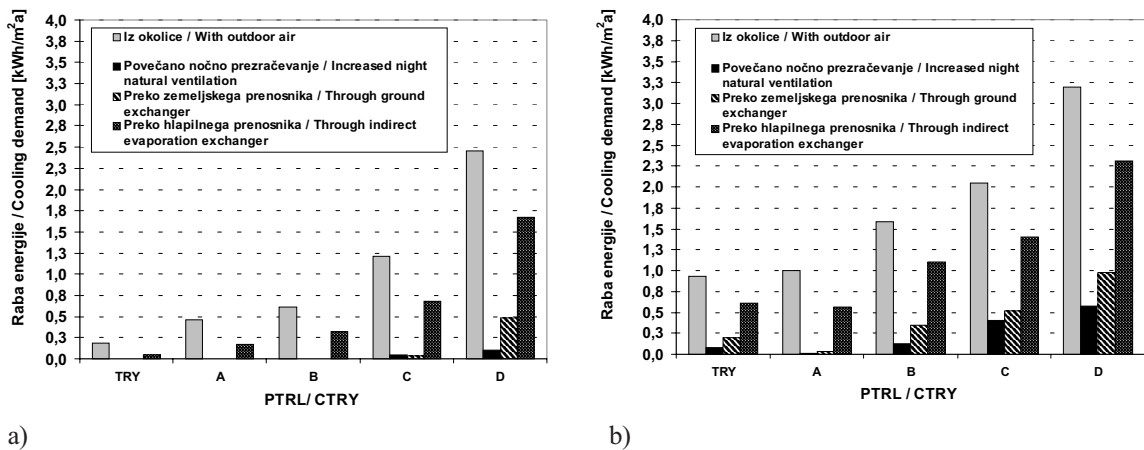 Raba energije / Cooling demand [kWh/m²a]
4,0
3,8
3,5
3,3
3,0
2,8
2,5
2,3
2,0
1,8
1,5
1,3
1,0
0,8
0,5
0,3
0,0
Iz okolice / With outdoor air
Povečano nočno prezračevanje / Increased night
natural ventilation
Preko zemeljskega prenosnika / Through ground
exchanger
Preko hlapilnega prenosnika / Through indirect
evaporation exchanger
TRY A B C D
PTRL/ CTRY
a)
Raba energije / Cooling demand [kWh/m²a]
4,0
3,8
3,5
3,3
3,0
2,8
2,5
2,3
2,0
1,8
1,5
1,3
1,0
0,8
0,5
0,3
0,0
Iz okolice / With outdoor air
Povečano nočno prezračevanje / Increased night
natural ventilation
Preko zemeljskega prenosnika / Through ground
exchanger
Preko hlapilnega prenosnika / Through indirect
evaporation exchanger
TRY A B C D
PTRL / CTRY
b)